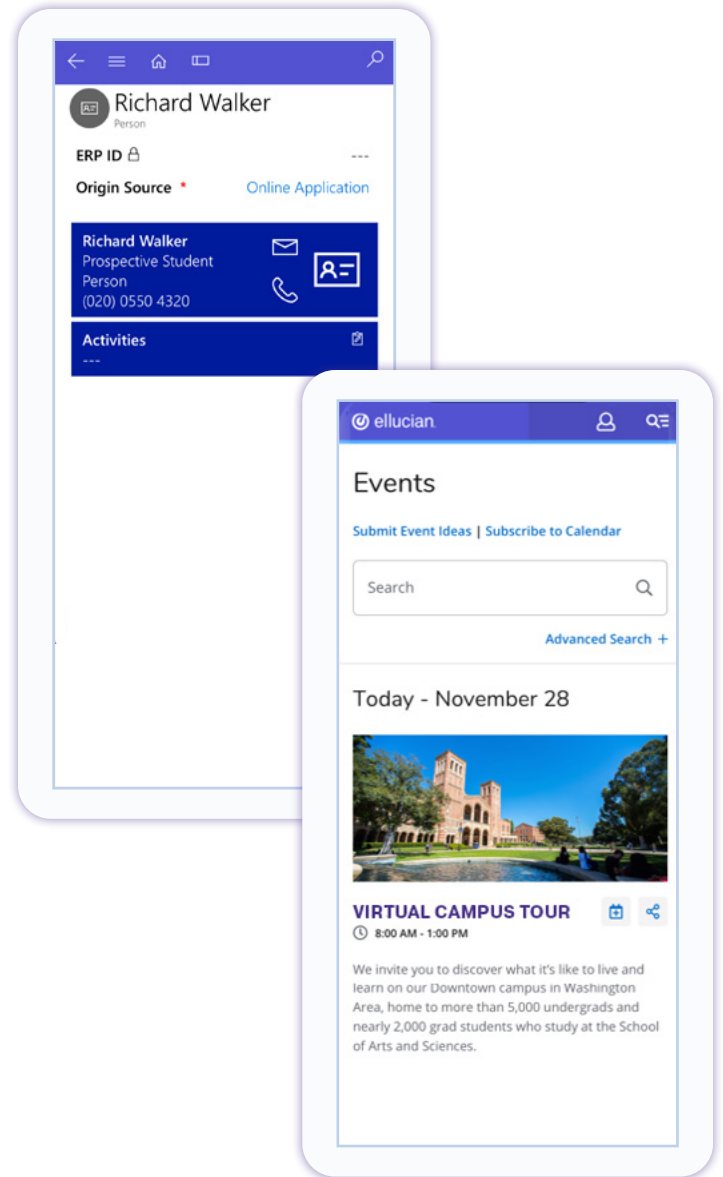 Richard Walker
Person
ERP ID ---
Origin Source * Online Application
Richard Walker
Prospective Student
Person
(020) 0550 4320
Activities
---
ellucian
Events
Submit Event Ideas | Subscribe to Calendar
Search
Advanced Search +
Today - November 28
VIRTUAL CAMPUS TOUR
8:00 AM - 1:00 PM
We invite you to discover what it's like to live and
learn on our Downtown campus in Washington
Area, home to more than 5,000 undergrads and
nearly 2,000 grad students who study at the School
of Arts and Sciences.